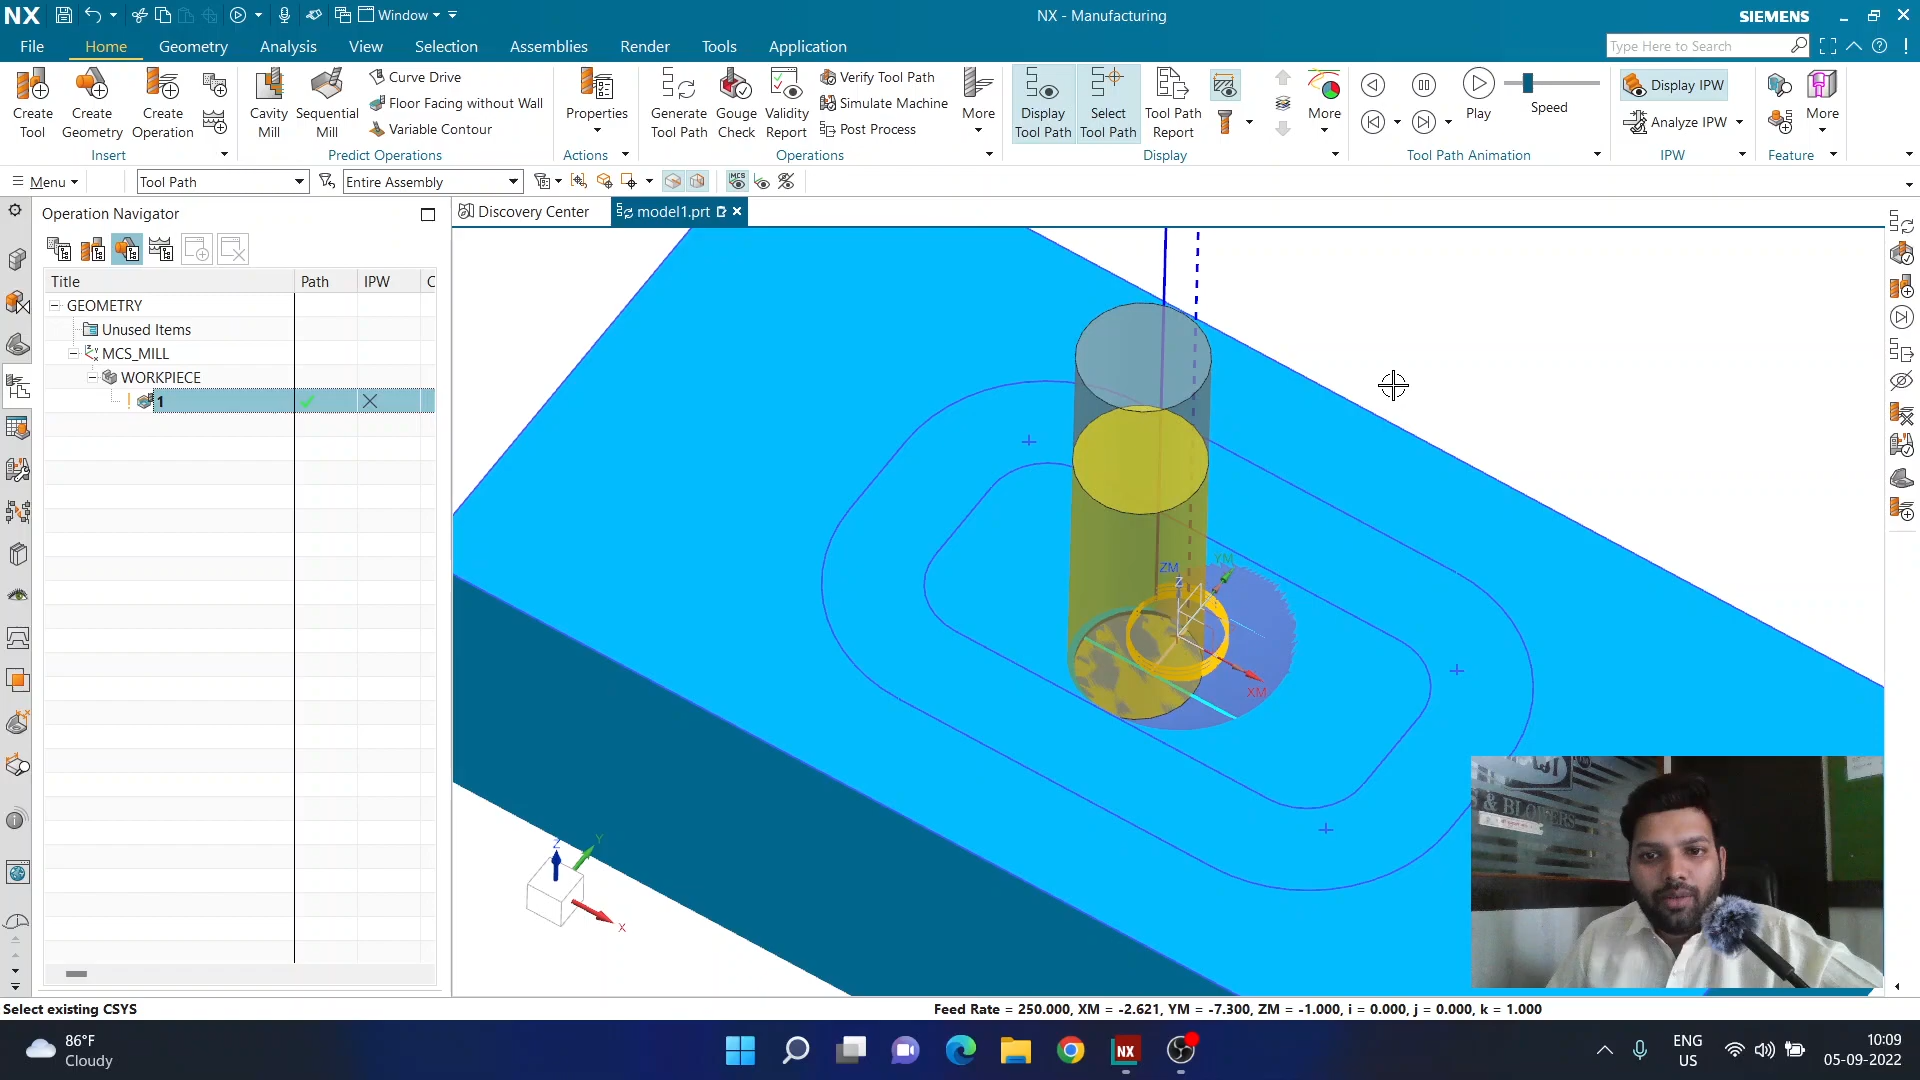 NX
Window
NX - Manufacturing
SIEMENS
File
Home
Geometry
Analysis
View
Selection
Assemblies
Render
Tools
Application
Type Here to Search
Create Tool
Create Geometry
Create Operation
Insert
Cavity Mill
Sequential Mill
Curve Drive
Floor Facing without Wall
Variable Contour
Predict Operations
Properties
Actions
Generate Tool Path
Gouge Check
Validity Report
Verify Tool Path
Simulate Machine
Post Process
More
Operations
Display Tool Path
Select Tool Path
Tool Path Report
More
Display
Play
Speed
Tool Path Animation
Display IPW
Analyze IPW
IPW
More
Feature
Menu
Tool Path
Entire Assembly
MCS
Operation Navigator
Discovery Center
model1.prt
Title
Path
IPW
C
GEOMETRY
Unused Items
MCS_MILL
WORKPIECE
1
YM
ZM
Z
XM
Z
Y
X
& BLOWERS
Select existing CSYS
Feed Rate = 250.000, XM = -2.621, YM = -7.300, ZM = -1.000, i = 0.000, j = 0.000, k = 1.000
86°F
Cloudy
NX
ENG
US
10:09
05-09-2022